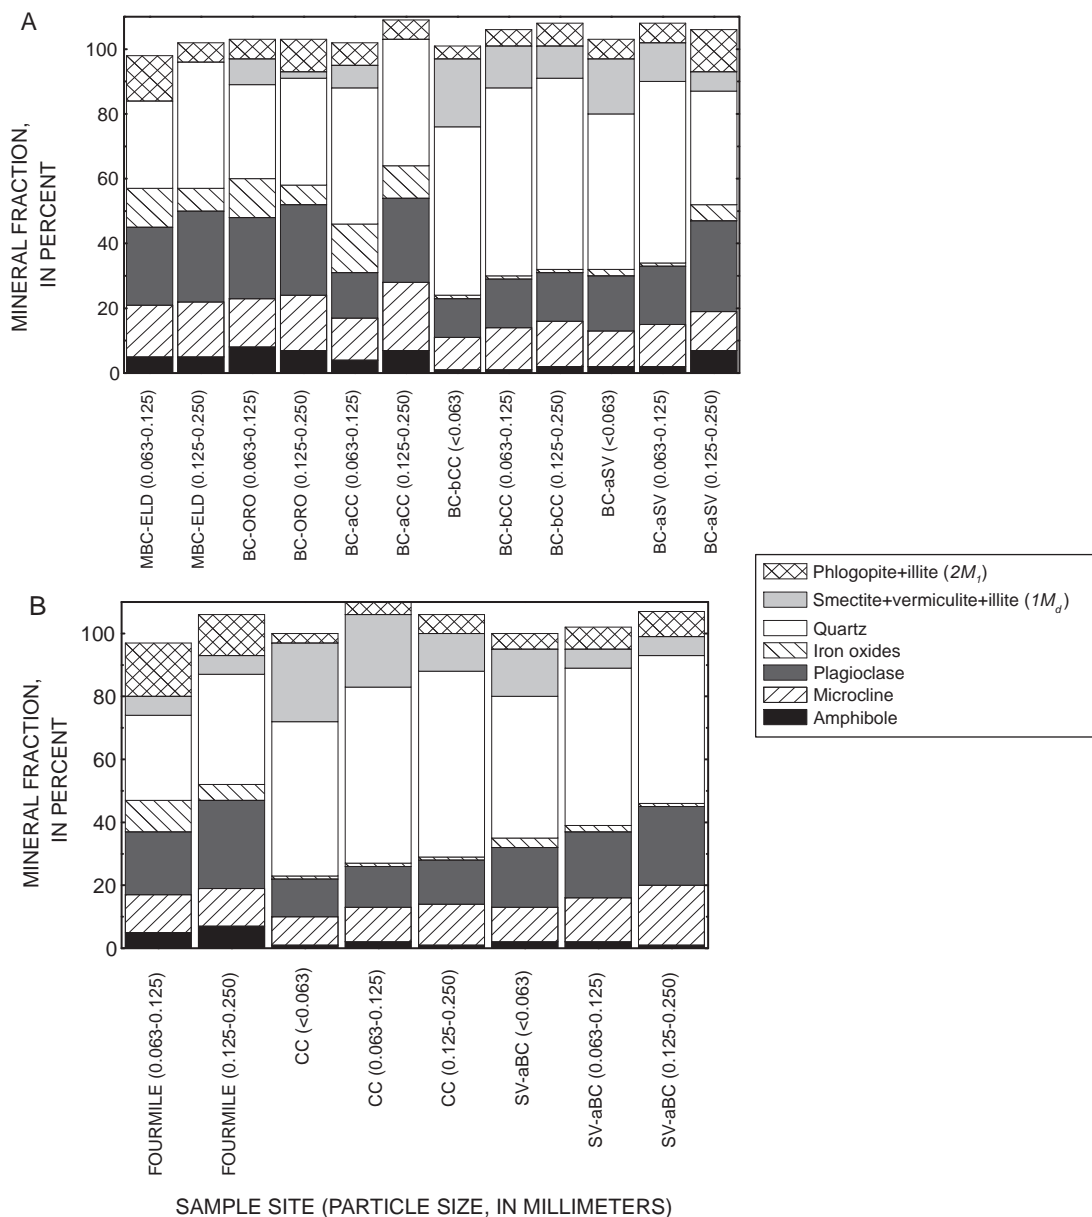 A
MINERAL FRACTION,
IN PERCENT
100
80
60
40
20
0
MBC-ELD (0.063-0.125)
MBC-ELD (0.125-0.250)
BC-ORO (0.063-0.125)
BC-ORO (0.125-0.250)
BC-aCC (0.063-0.125)
BC-aCC (0.125-0.250)
BC-bCC (<0.063)
BC-bCC (0.063-0.125)
BC-bCC (0.125-0.250)
BC-aSV (<0.063)
BC-aSV (0.063-0.125)
BC-aSV (0.125-0.250)
Phlogopite+illite (2M1)
Smectite+vermiculite+illite (1Md)
Quartz
Iron oxides
Plagioclase
Microcline
Amphibole
B
MINERAL FRACTION,
IN PERCENT
100
80
60
40
20
0
FOURMILE (0.063-0.125)
FOURMILE (0.125-0.250)
CC (<0.063)
CC (0.063-0.125)
CC (0.125-0.250)
SV-aBC (<0.063)
SV-aBC (0.063-0.125)
SV-aBC (0.125-0.250)
SAMPLE SITE (PARTICLE SIZE, IN MILLIMETERS)